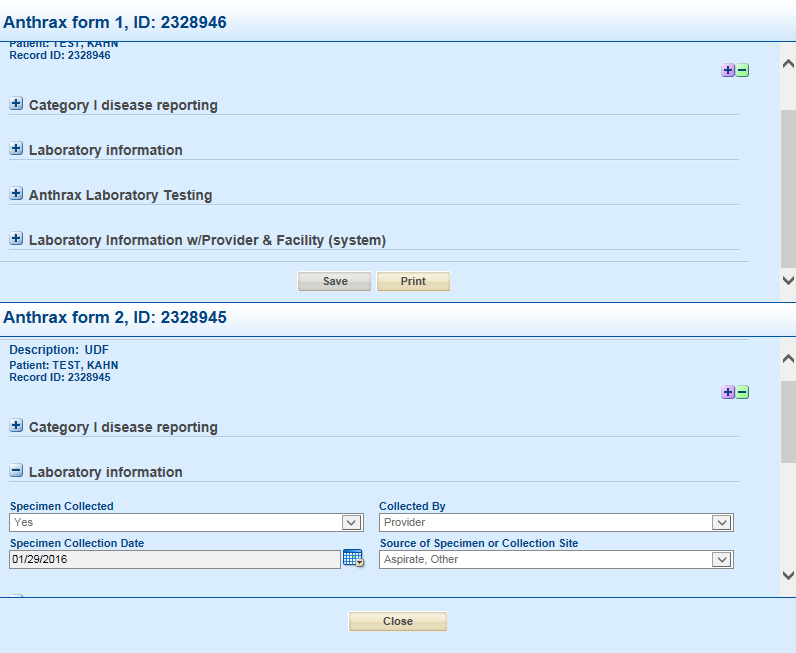 Anthrax form 1, ID: 2328946
Patient: TEST, KAHN
Record ID: 2328946
Category I disease reporting
Laboratory information
Anthrax Laboratory Testing
Laboratory Information w/Provider & Facility (system)
Save Print
Anthrax form 2, ID: 2328945
Description: UDF
Patient: TEST, KAHN
Record ID: 2328945
Category I disease reporting
Laboratory information
Specimen Collected Collected By
Yes Provider
Specimen Collection Date Source of Specimen or Collection Site
01/29/2016 Aspirate, Other
Close